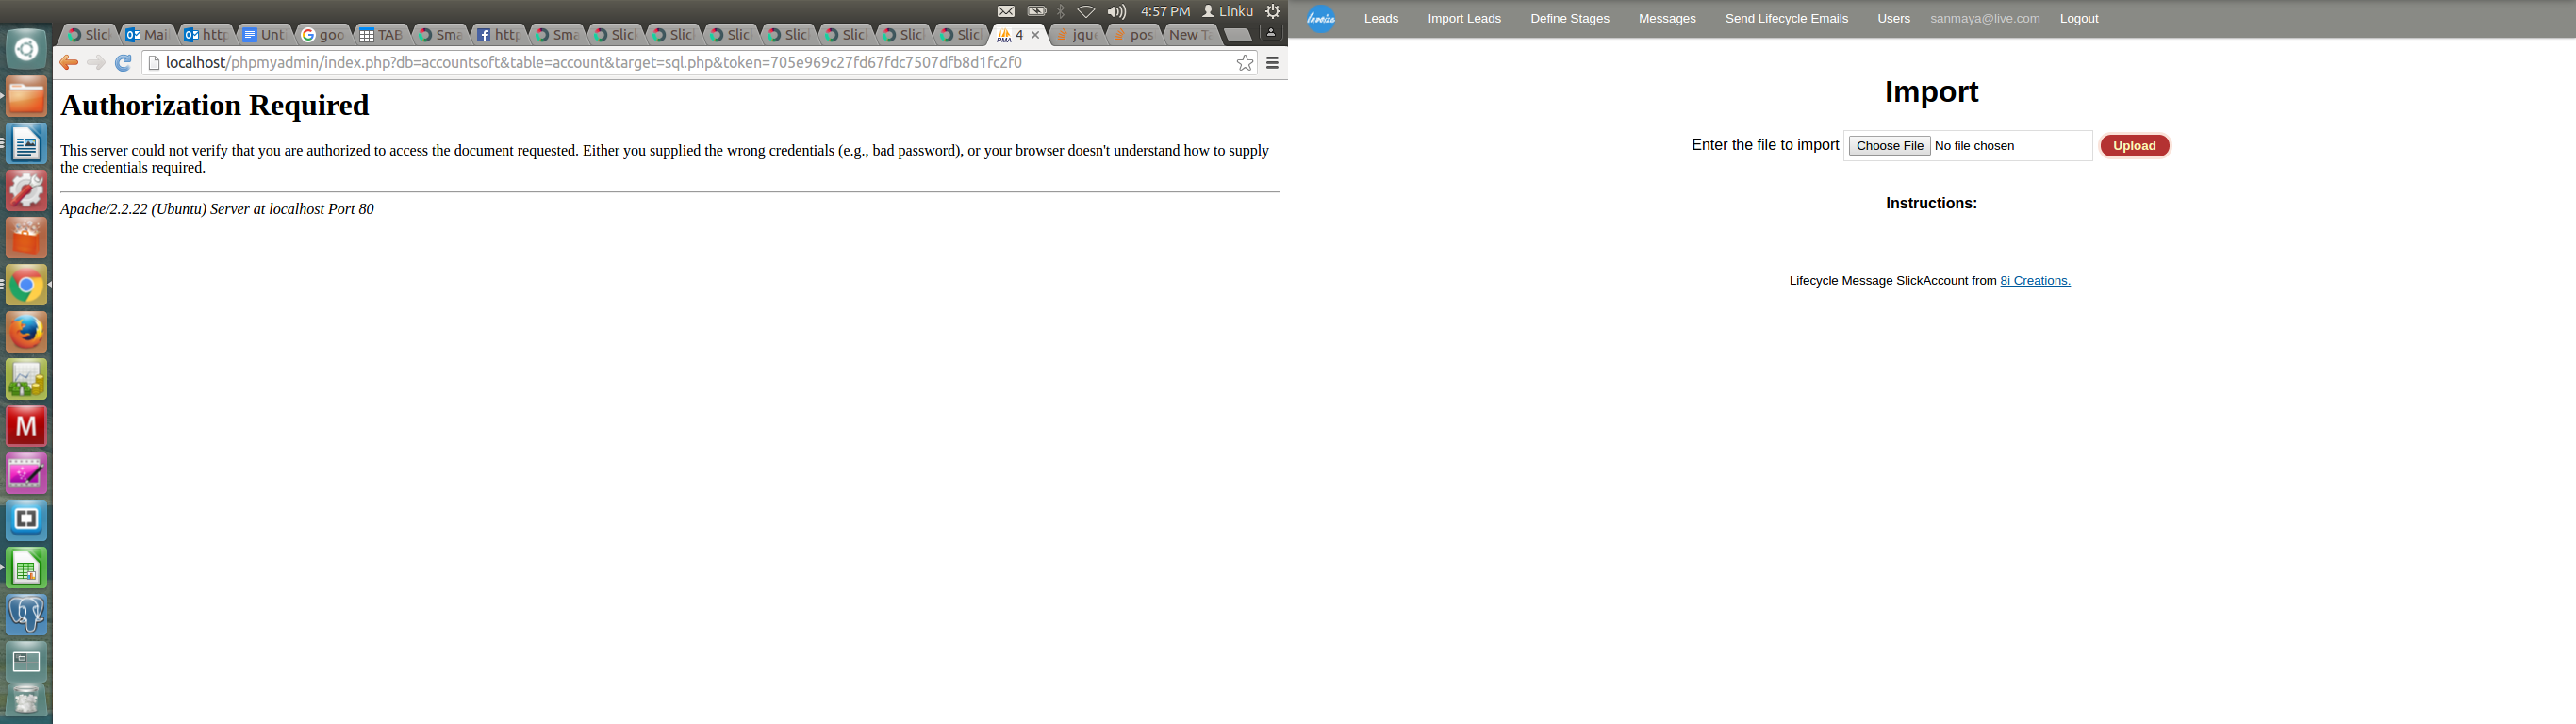 4:57 PM Linku
Slic Mail http Unt goo TAB Sma http Sma Slic Slic Slic Slic Slic Slic Slic 4 jqu pos New T
localhost/phpmyadmin/index.php?db=accountsoft&table=account&target=sql.php&token=705e969c27fd67fdc7507dfb8d1fc2f0
Authorization Required
This server could not verify that you are authorized to access the document requested. Either you supplied the wrong credentials (e.g., bad password), or your browser doesn't understand how to supply
the credentials required.
Apache/2.2.22 (Ubuntu) Server at localhost Port 80
Leads Import Leads Define Stages Messages Send Lifecycle Emails Users sanmaya@live.com Logout
Import
Enter the file to import Choose File No file chosen Upload
Instructions:
Lifecycle Message SlickAccount from 8i Creations.